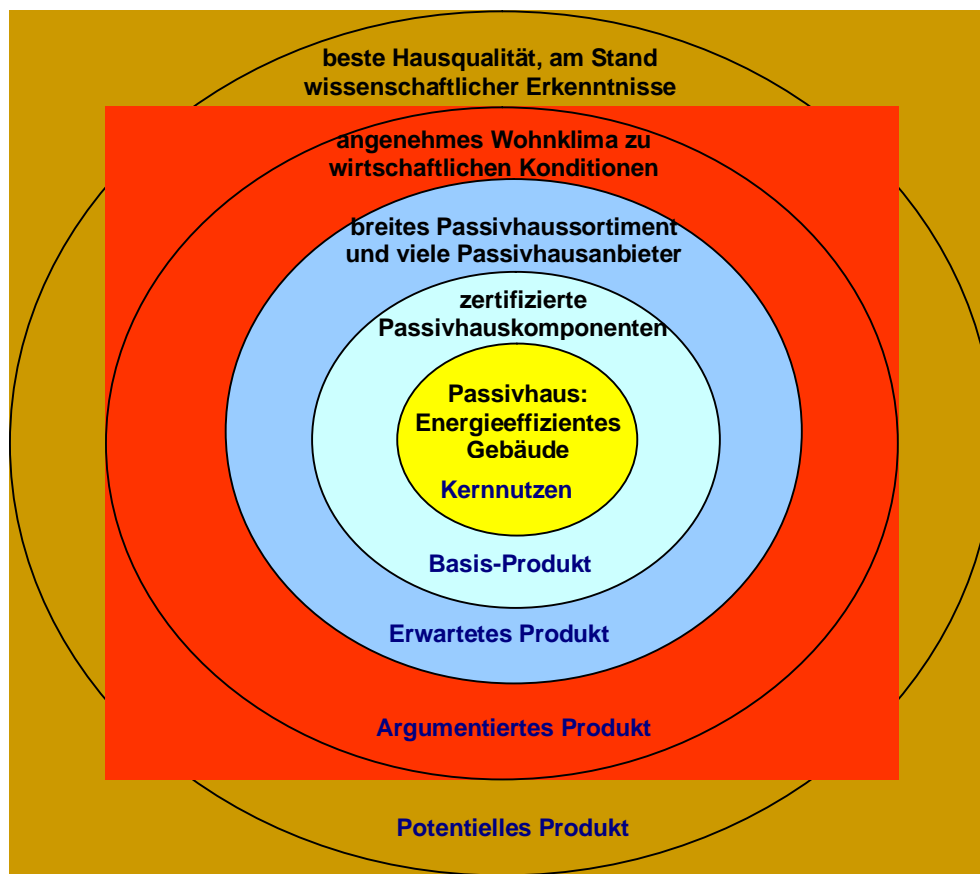 beste Hausqualität, am Stand
wissenschaftlicher Erkenntnisse
angenehmes Wohnklima zu
wirtschaftlichen Konditionen
breites Passivhaussortiment
und viele Passivhausanbieter
zertifizierte
Passivhauskomponenten
Passivhaus:
Energieeffizientes
Gebäude
Kernnutzen
Basis-Produkt
Erwartetes Produkt
Argumentiertes Produkt
Potentielles Produkt